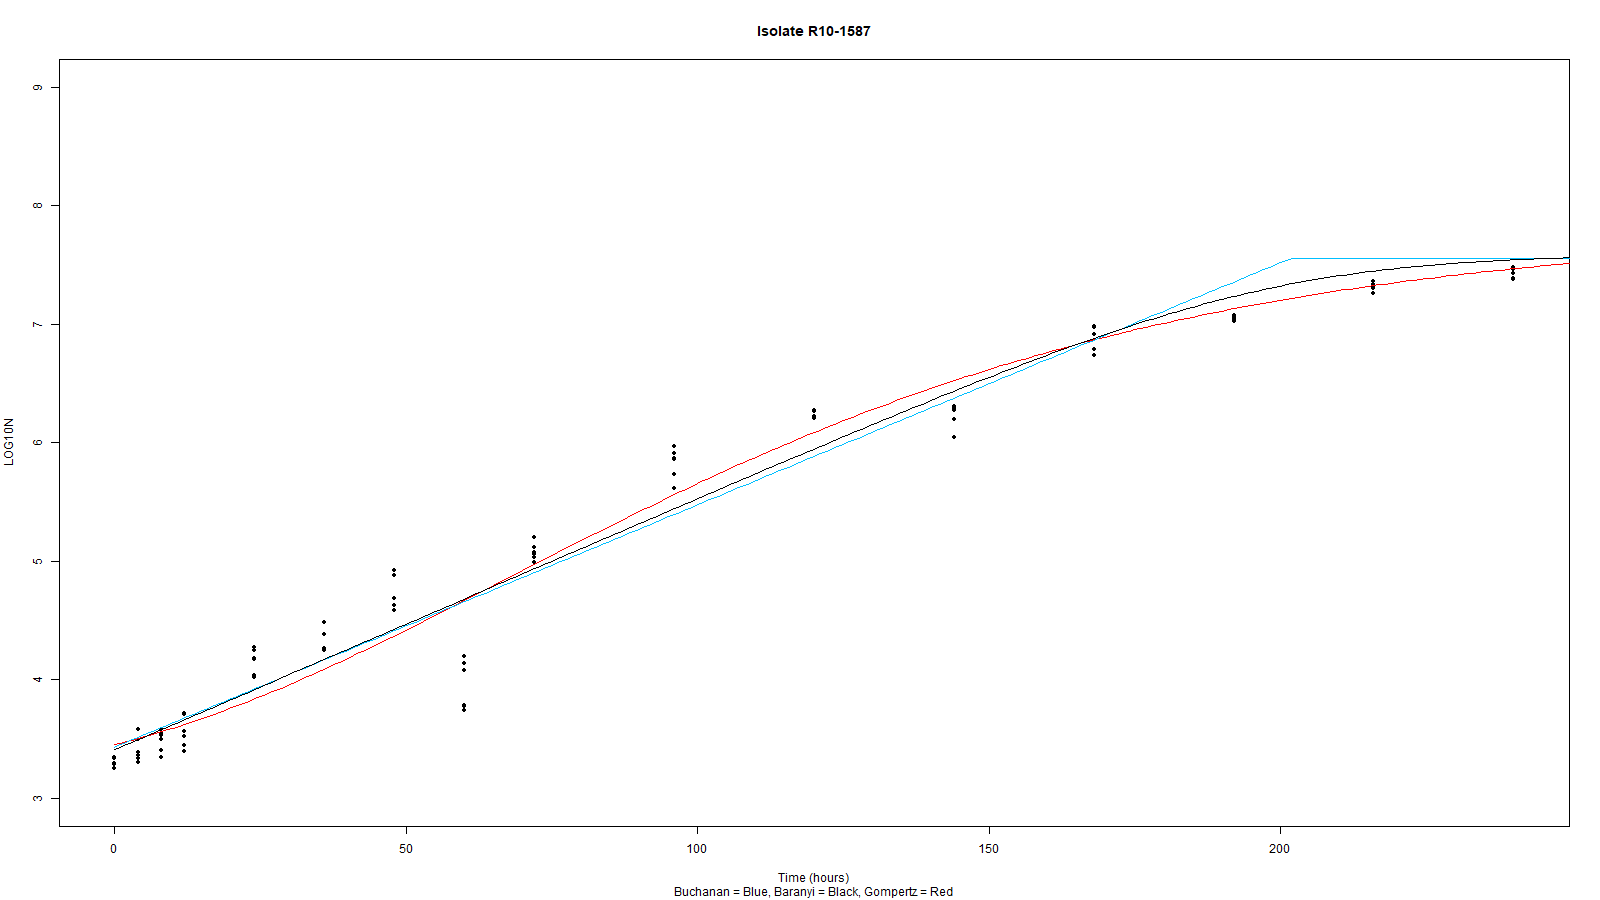 Isolate R10-1587
9
8
7
6
5
4
3
LOG10N
0 50 100 150 200
Time (hours)
Buchanan = Blue, Baranyi = Black, Gompertz = Red